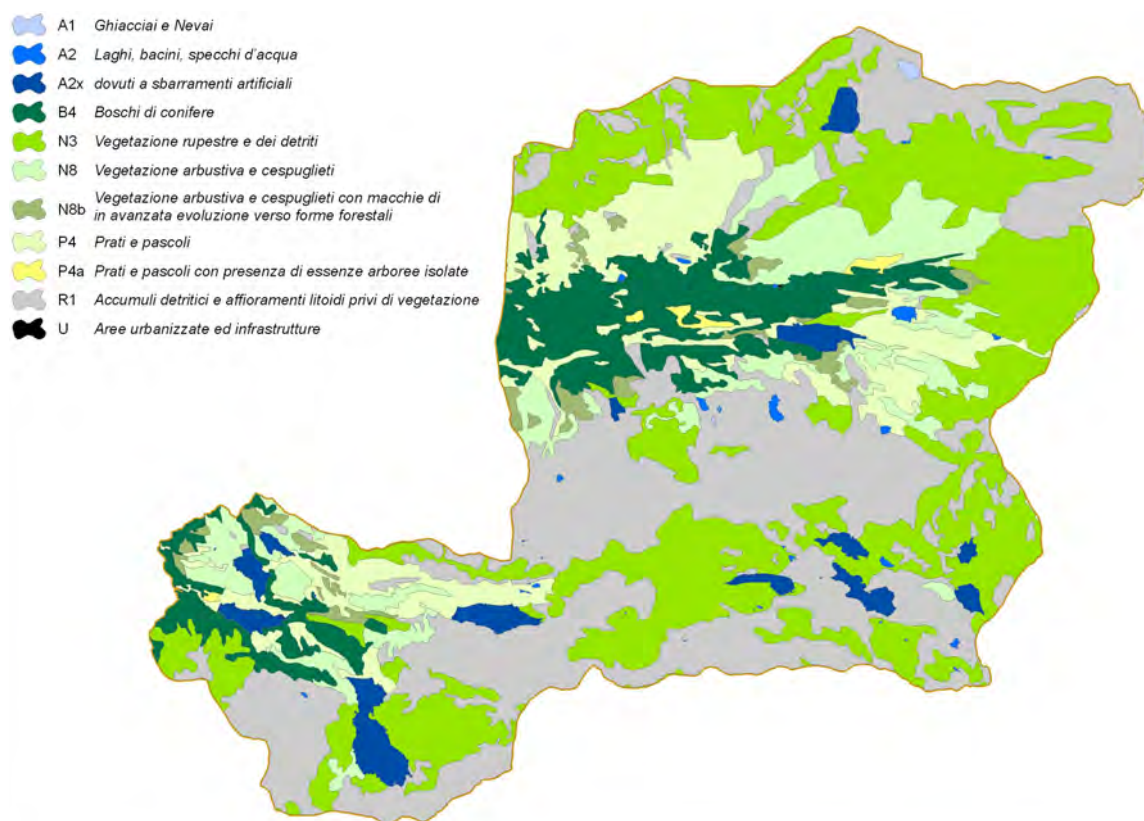 A1 Ghiacciai e Nevai
A2 Laghi, bacini, specchi d'acqua
A2x dovuti a sbarramenti artificiali
B4 Boschi di conifere
N3 Vegetazione rupestre e dei detriti
N8 Vegetazione arbustiva e cespuglieti
N8b Vegetazione arbustiva e cespuglieti con macchie di
in avanzata evoluzione verso forme forestali
P4 Prati e pascoli
P4a Prati e pascoli con presenza di essenze arboree isolate
R1 Accumuli detritici e affioramenti litoidi privi di vegetazione
U Aree urbanizzate ed infrastrutture